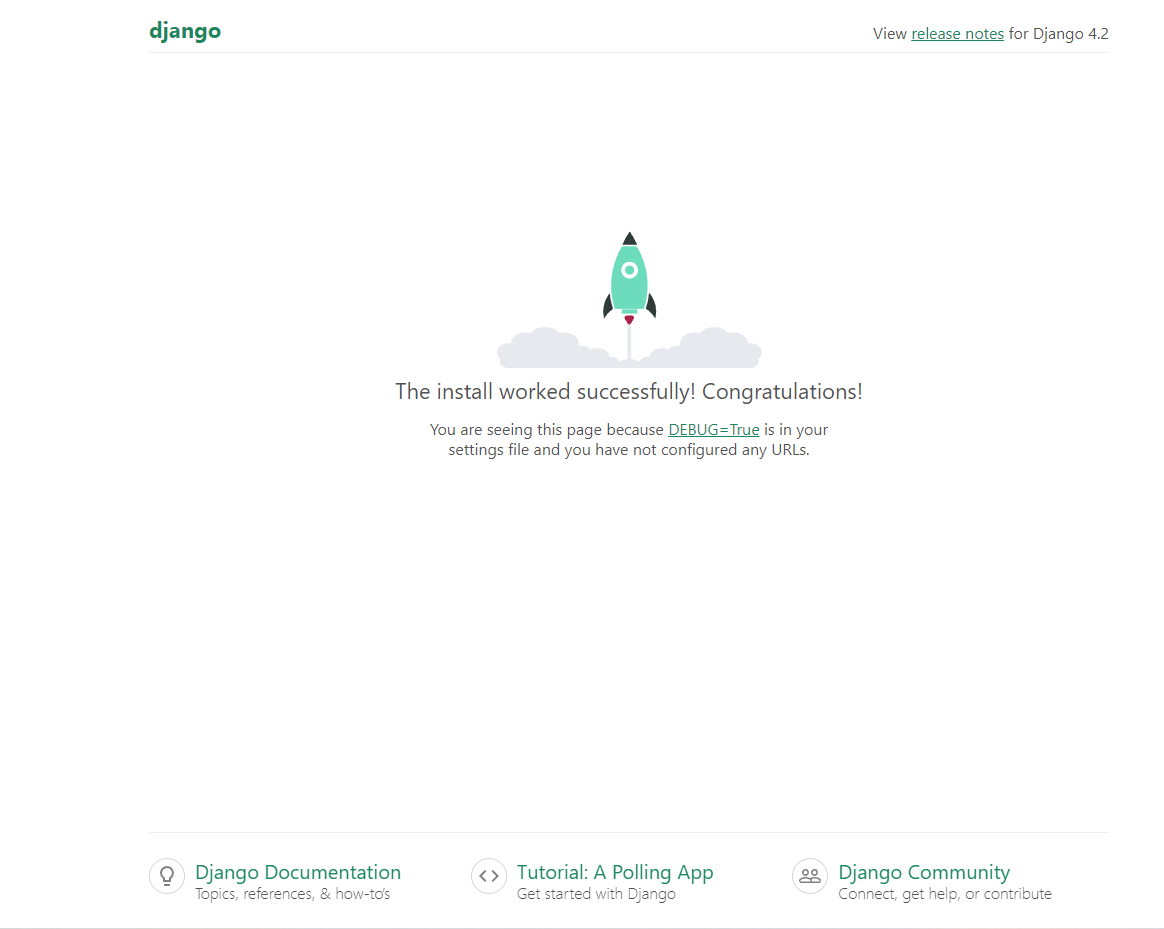 django
View release notes for Django 4.2
The install worked successfully! Congratulations!
You are seeing this page because DEBUG=True is in your
settings file and you have not configured any URLs.
Django Documentation
Topics, references, & how-to’s
Tutorial: A Polling App
Get started with Django
Django Community
Connect, get help, or contribute